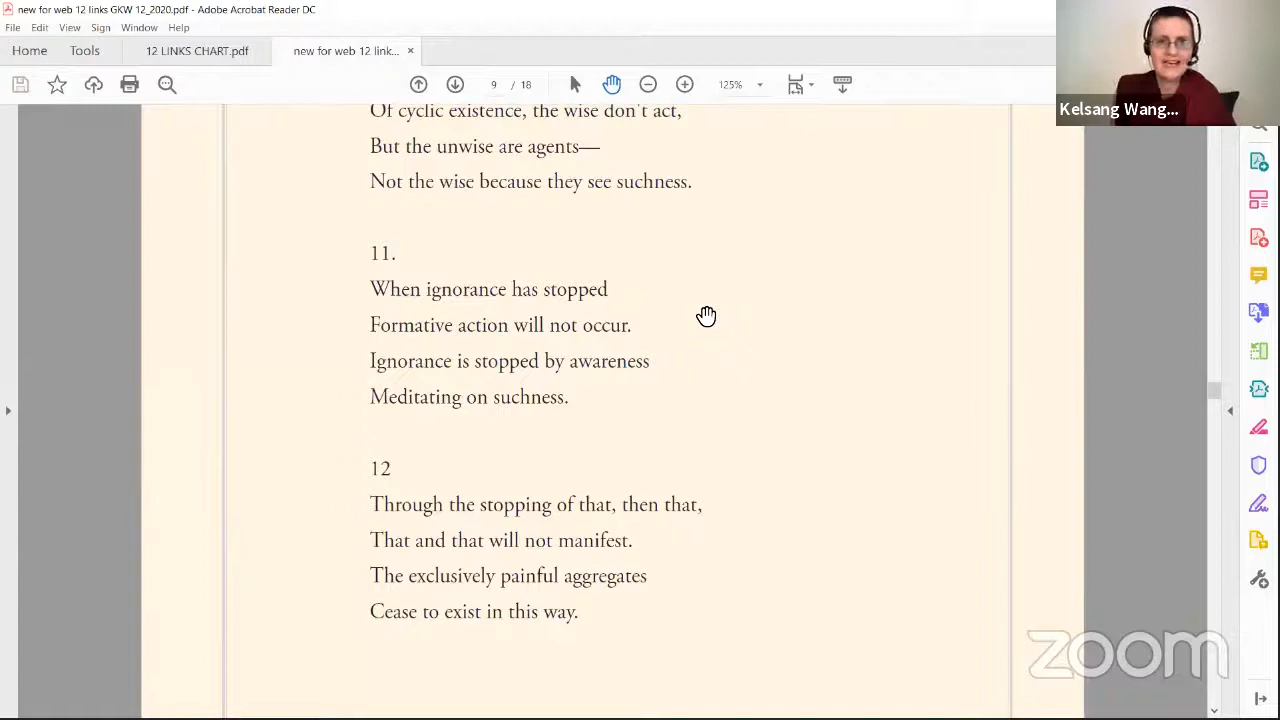 new for web 12 links GKW 12_2020.pdf - Adobe Acrobat Reader DC
File Edit View Sign Window Help
Home Tools 12 LINKS CHART.pdf new for web 12 link... ×
9 / 18 125%
Kelsang Wang...
Of cyclic existence, the wise don't act,
But the unwise are agents—
Not the wise because they see suchness.
11.
When ignorance has stopped
Formative action will not occur.
Ignorance is stopped by awareness
Meditating on suchness.
12
Through the stopping of that, then that,
That and that will not manifest.
The exclusively painful aggregates
Cease to exist in this way.
zoom